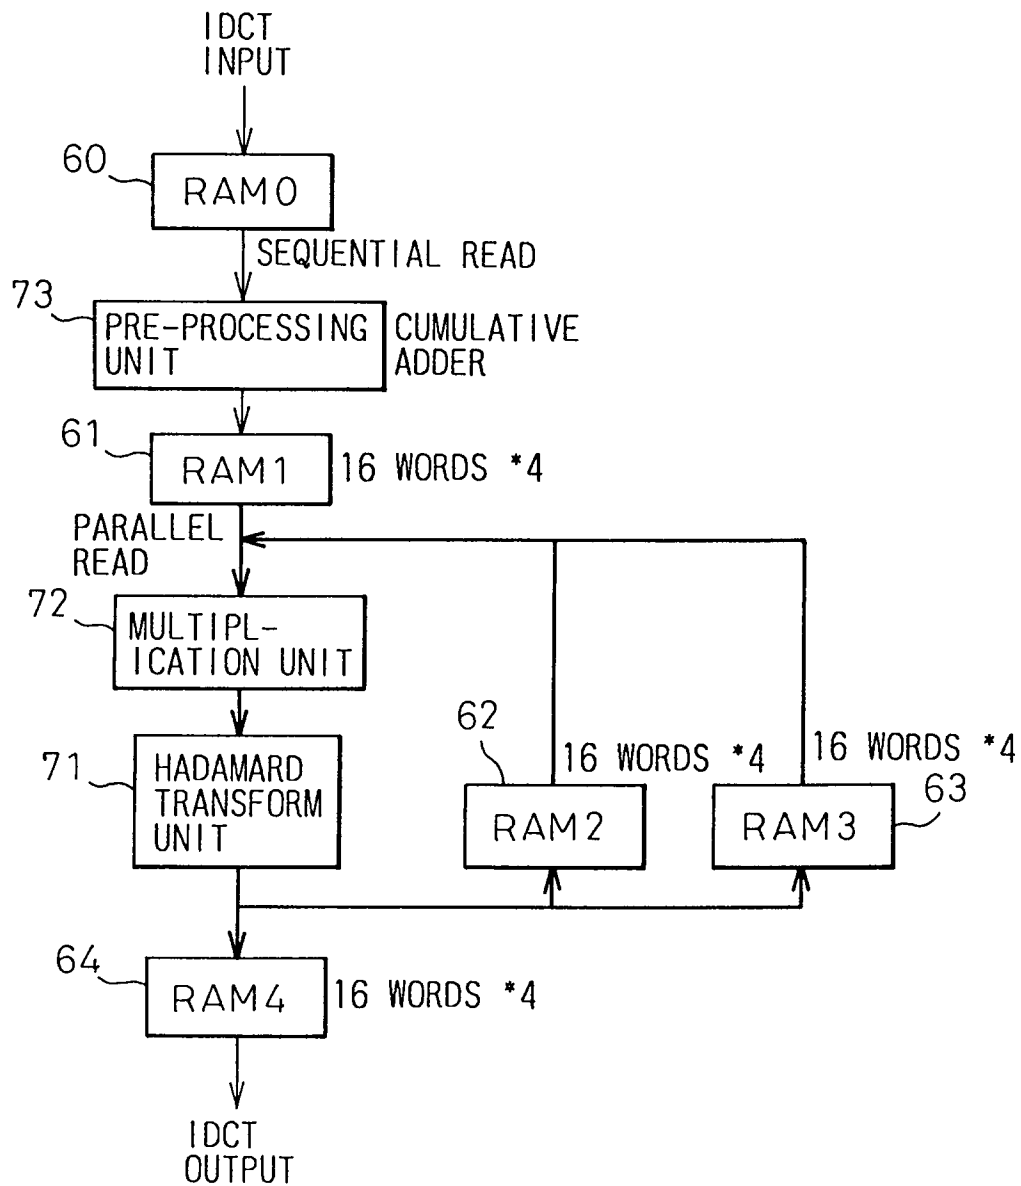 IDCT
INPUT
60
RAM0
SEQUENTIAL READ
73
PRE-PROCESSING
UNIT
CUMULATIVE
ADDER
61
RAM1
16 WORDS *4
PARALLEL
READ
72
MULTIPL-
ICATION UNIT
71
HADAMARD
TRANSFORM
UNIT
62
16 WORDS *4
RAM2
16 WORDS *4
63
RAM3
64
RAM4
16 WORDS *4
IDCT
OUTPUT